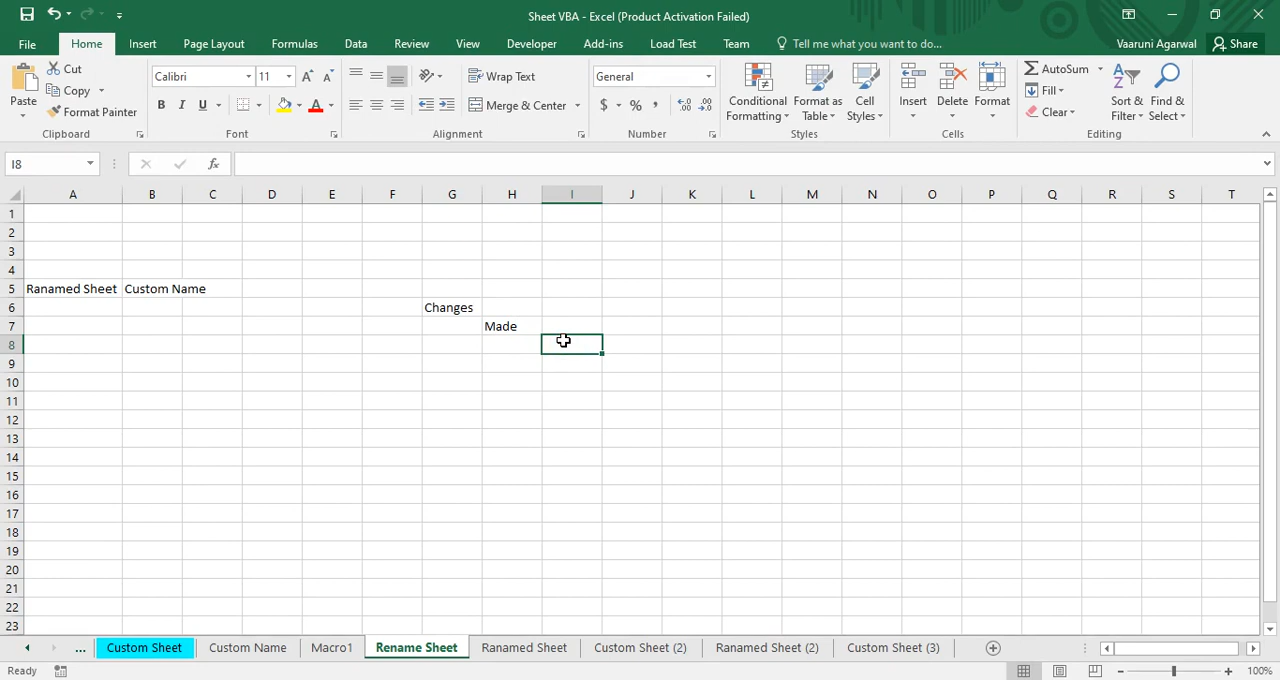 Sheet VBA - Excel (Product Activation Failed)
File Home Insert Page Layout Formulas Data Review View Developer Add-ins Load Test Team Tell me what you want to do... Vaaruni Agarwal Share
Paste
Cut
Copy
Format Painter
Clipboard
Calibri 11
B I U
Font
Wrap Text
Merge & Center
Alignment
General
$ % ,
Number
Conditional Formatting
Format as Table
Cell Styles
Styles
Insert
Delete
Format
Cells
AutoSum
Fill
Clear
Sort & Filter
Find & Select
Editing
I8 fx
A B C D E F G H I J K L M N O P Q R S T
1
2
3
4
5 Ranamed Sheet Custom Name
6 Changes
7 Made
8
9
10
11
12
13
14
15
16
17
18
19
20
21
22
23
... Custom Sheet Custom Name Macro1 Rename Sheet Ranamed Sheet Custom Sheet (2) Ranamed Sheet (2) Custom Sheet (3)
Ready 100%